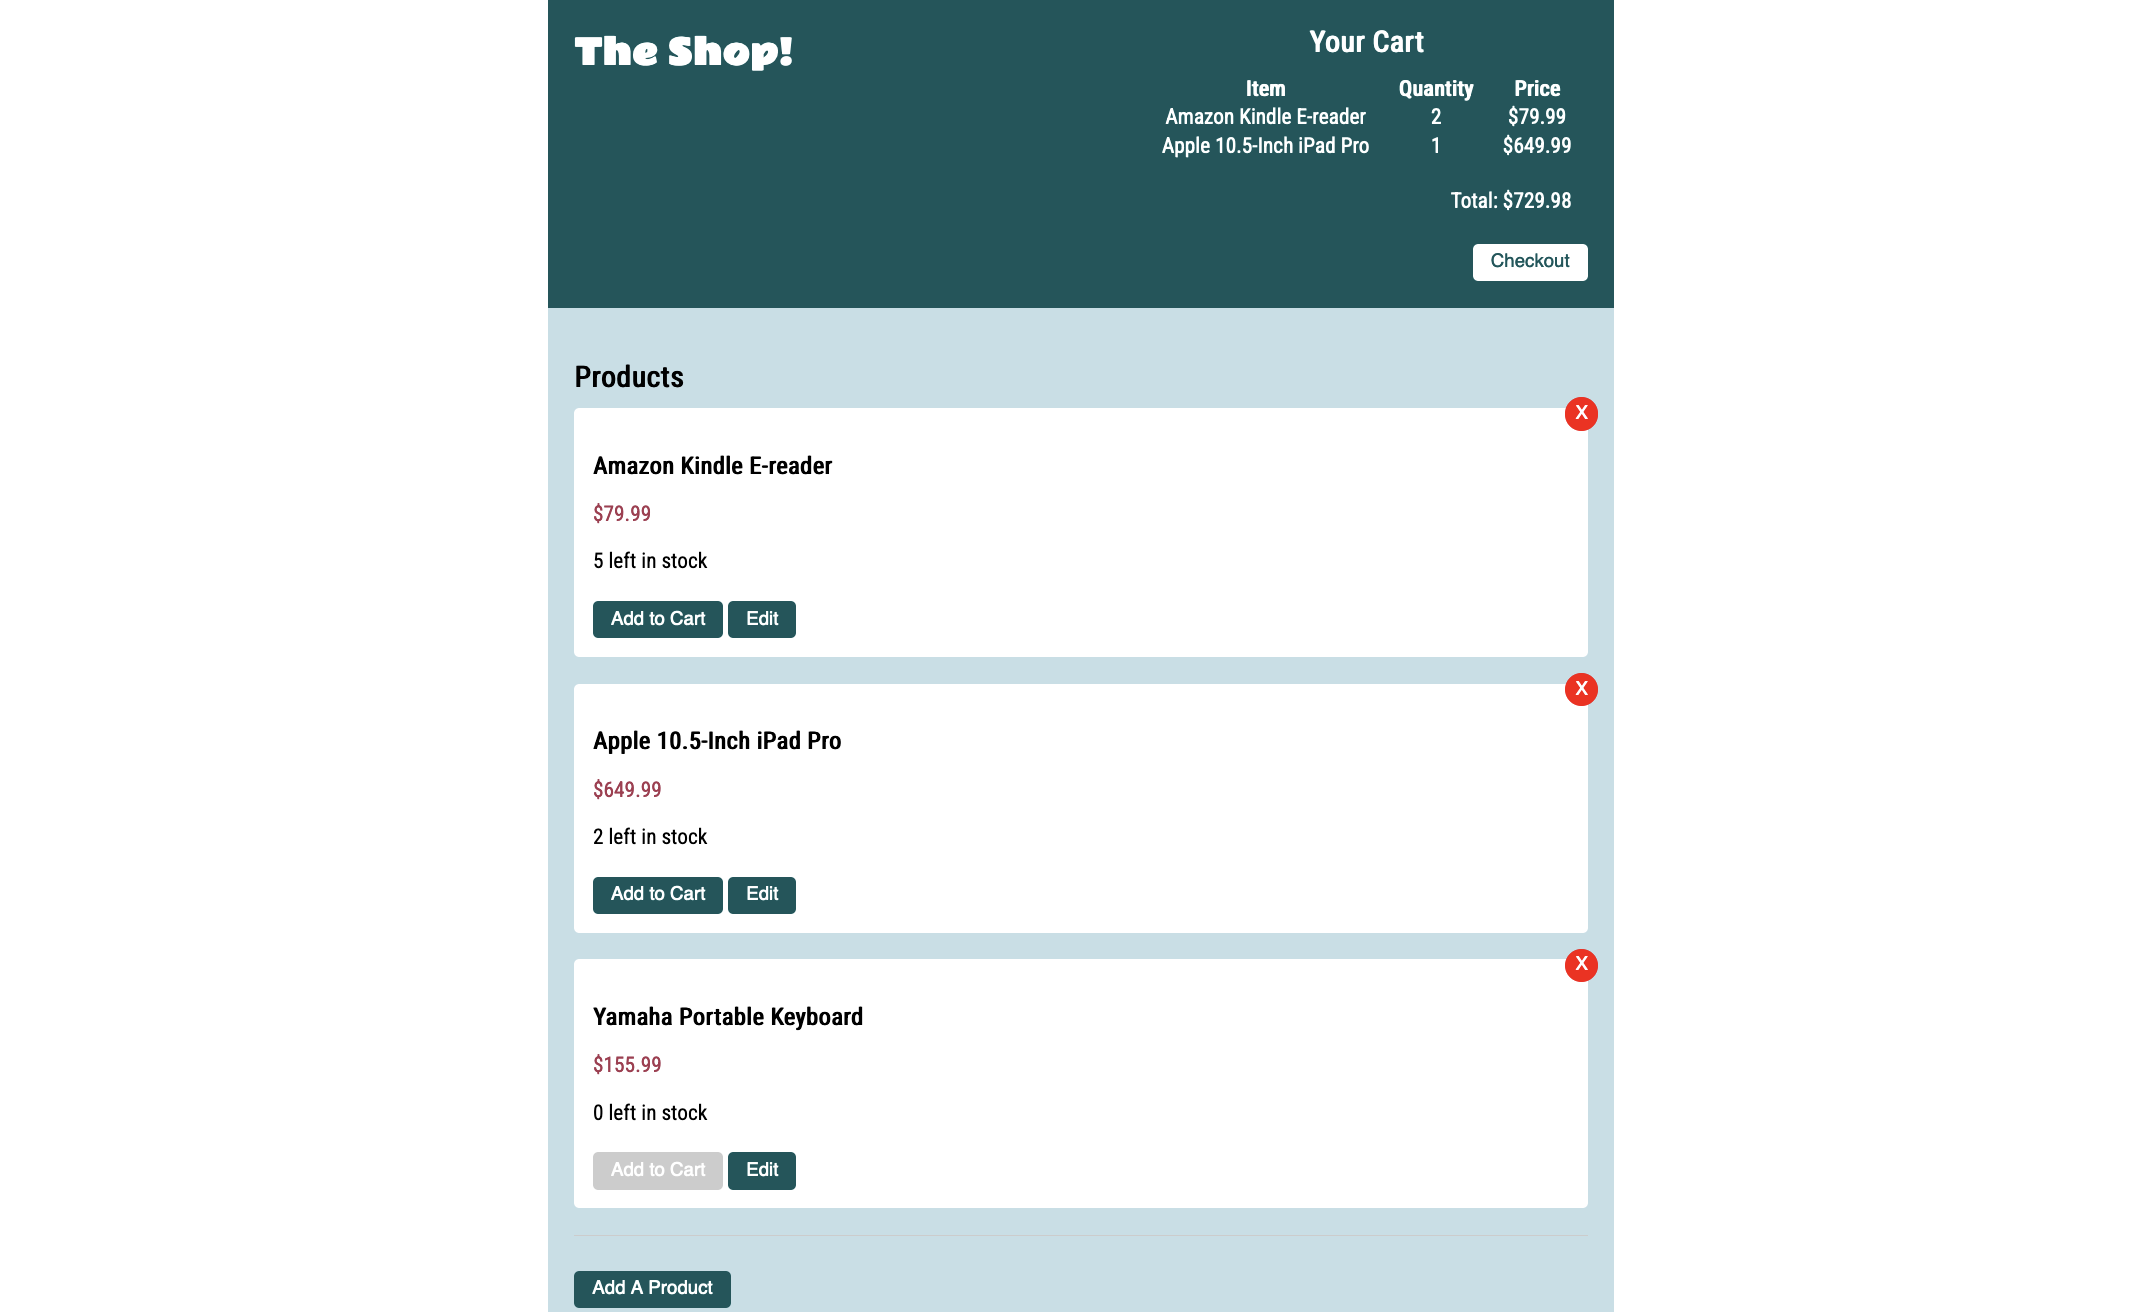 The Shop!
Your Cart
Item Quantity Price
Amazon Kindle E-reader 2 $79.99
Apple 10.5-Inch iPad Pro 1 $649.99
Total: $729.98
Checkout
Products
X
Amazon Kindle E-reader
$79.99
5 left in stock
Add to Cart Edit
X
Apple 10.5-Inch iPad Pro
$649.99
2 left in stock
Add to Cart Edit
X
Yamaha Portable Keyboard
$155.99
0 left in stock
Add to Cart Edit
Add A Product